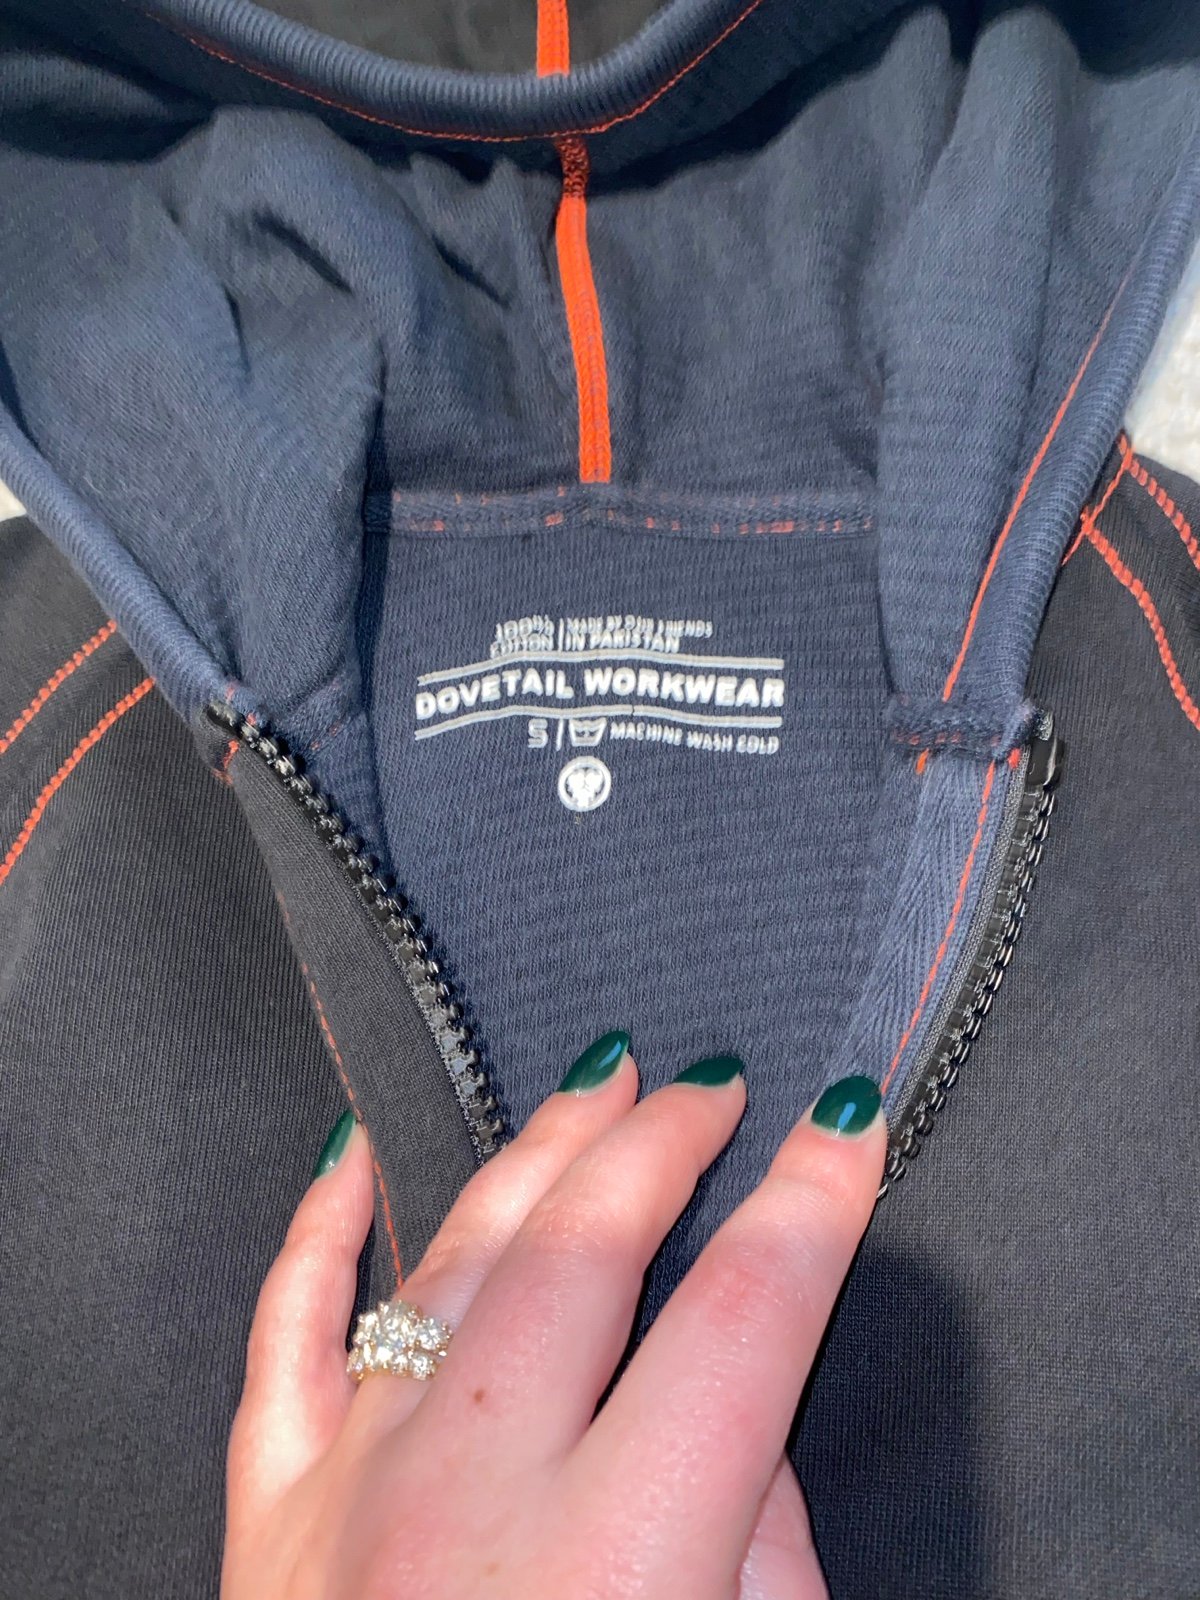 100% | MADE BY OUR FRIENDS
COTTON | IN PAKISTAN
DOVETAIL WORKWEAR
S / MACHINE WASH COLD